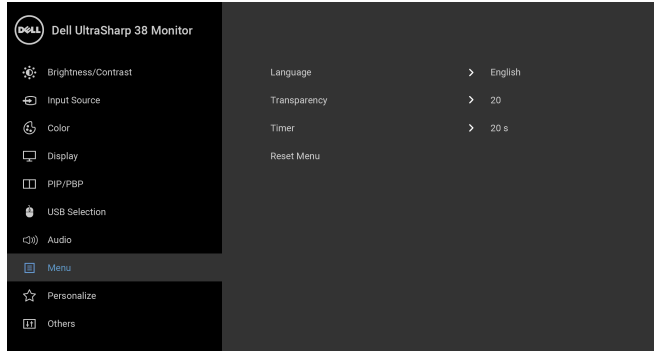 DELL Dell UltraSharp 38 Monitor
Brightness/Contrast
Input Source
Color
Display
PIP/PBP
USB Selection
Audio
Menu
Personalize
Others
Language > English
Transparency > 20
Timer > 20 s
Reset Menu